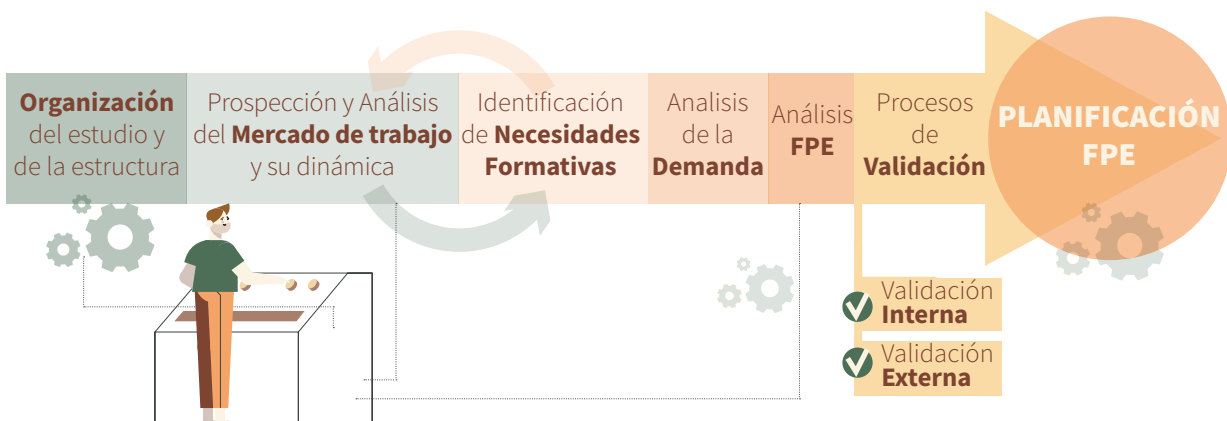 Organización
del estudio y
de la estructura
Prospección y Análisis
del Mercado de trabajo
y su dinámica
Identificación
de Necesidades
Formativas
Analisis
de la
Demanda
Análisis
FPE
Procesos
de
Validación
PLANIFICACIÓN
FPE
Validación
Interna
Validación
Externa